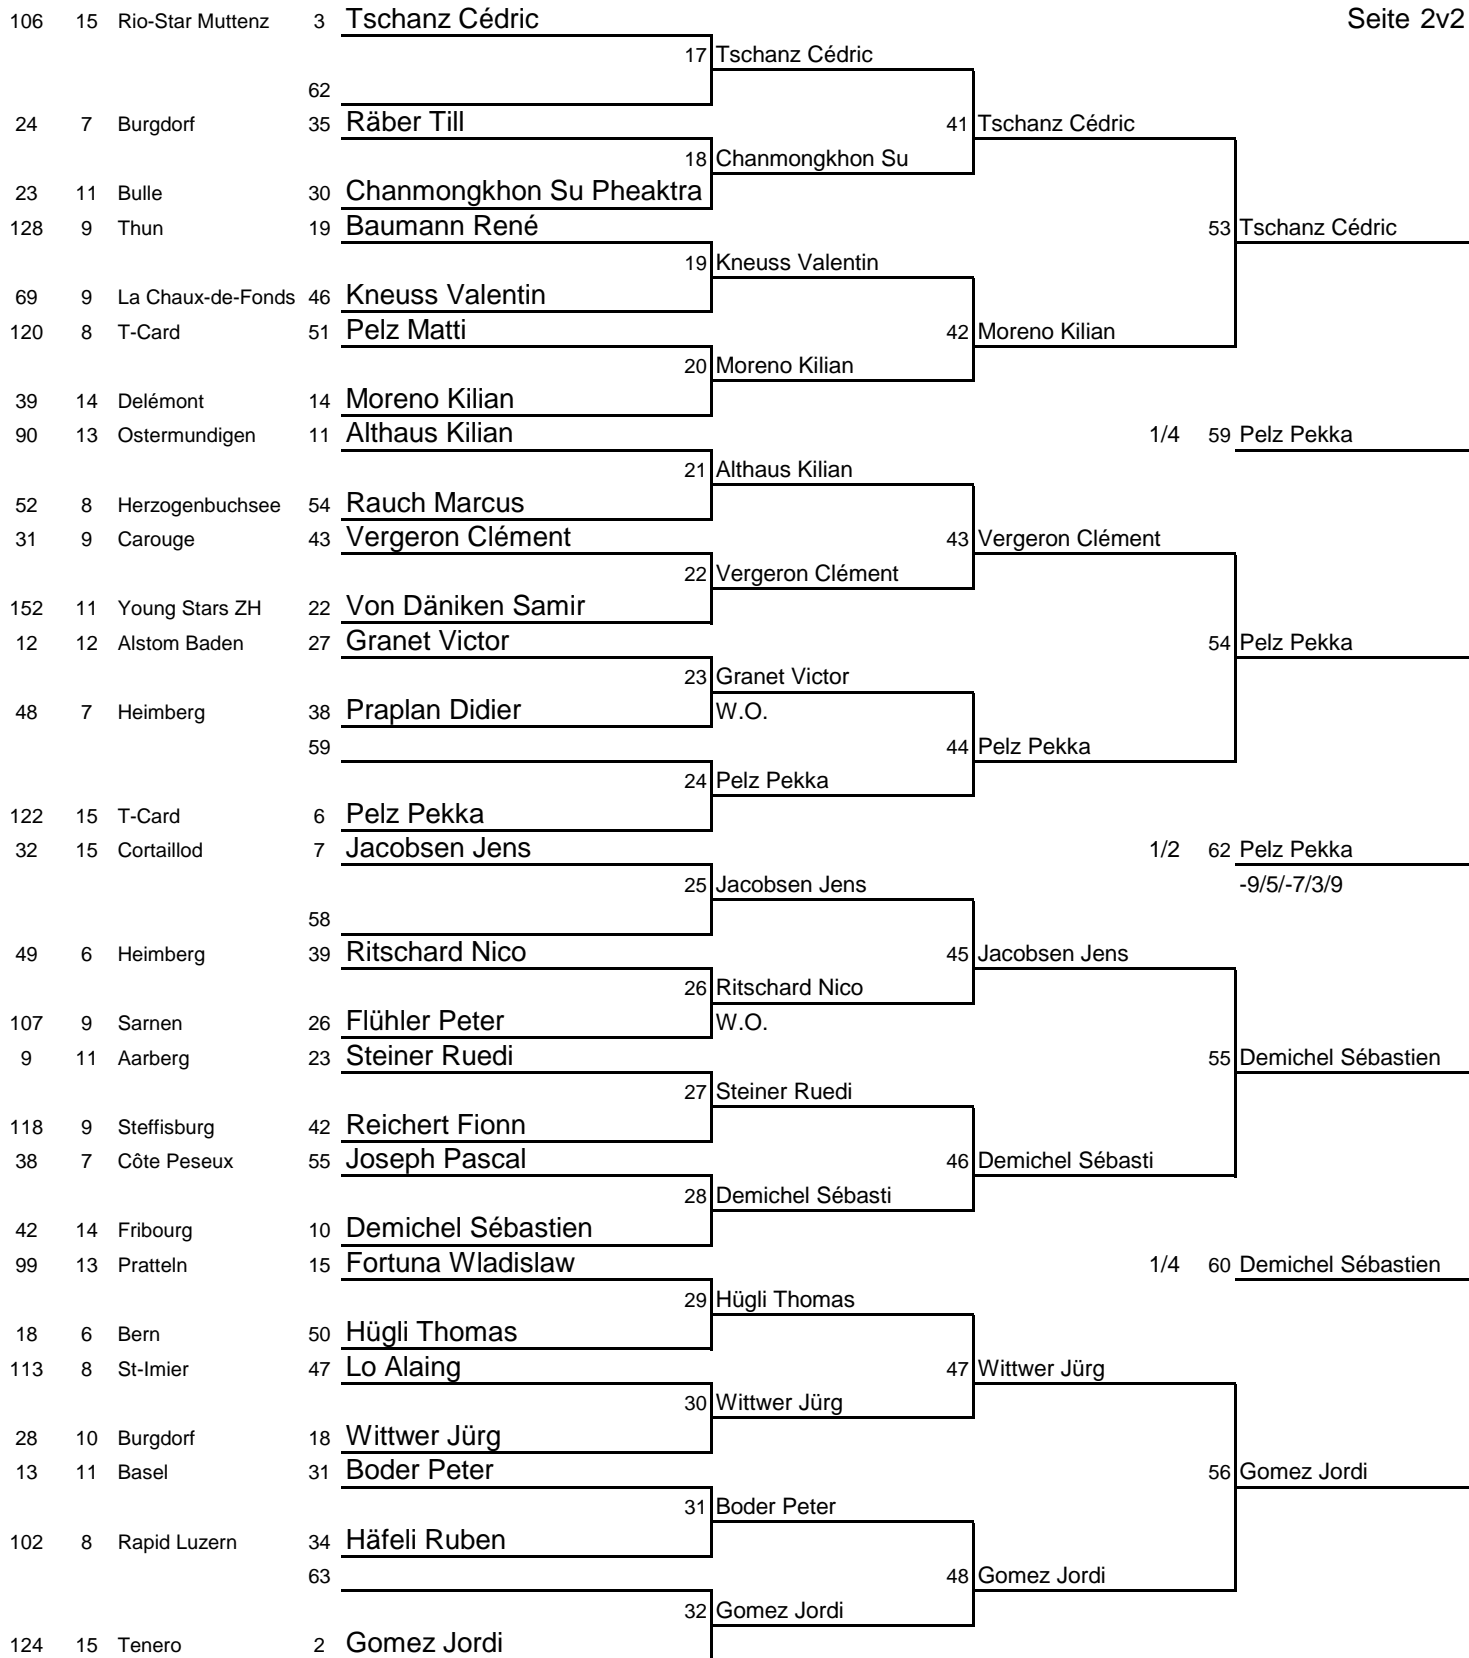 106 15 Rio-Star Muttenz 3 Tschanz Cédric Seite 2v2
17 Tschanz Cédric
62
24 7 Burgdorf 35 Räber Till 41 Tschanz Cédric
18 Chanmongkhon Su
23 11 Bulle 30 Chanmongkhon Su Pheaktra
128 9 Thun 19 Baumann René 53 Tschanz Cédric
19 Kneuss Valentin
69 9 La Chaux-de-Fonds 46 Kneuss Valentin
120 8 T-Card 51 Pelz Matti 42 Moreno Kilian
20 Moreno Kilian
39 14 Delémont 14 Moreno Kilian
90 13 Ostermundigen 11 Althaus Kilian 1/4 59 Pelz Pekka
21 Althaus Kilian
52 8 Herzogenbuchsee 54 Rauch Marcus
31 9 Carouge 43 Vergeron Clément 43 Vergeron Clément
22 Vergeron Clément
152 11 Young Stars ZH 22 Von Däniken Samir
12 12 Alstom Baden 27 Granet Victor 54 Pelz Pekka
23 Granet Victor
48 7 Heimberg 38 Praplan Didier W.O.
59 44 Pelz Pekka
24 Pelz Pekka
122 15 T-Card 6 Pelz Pekka
32 15 Cortaillod 7 Jacobsen Jens 1/2 62 Pelz Pekka
25 Jacobsen Jens -9/5/-7/3/9
58
49 6 Heimberg 39 Ritschard Nico 45 Jacobsen Jens
26 Ritschard Nico
107 9 Sarnen 26 Flühler Peter W.O.
9 11 Aarberg 23 Steiner Ruedi 55 Demichel Sébastien
27 Steiner Ruedi
118 9 Steffisburg 42 Reichert Fionn
38 7 Côte Peseux 55 Joseph Pascal 46 Demichel Sébasti
28 Demichel Sébasti
42 14 Fribourg 10 Demichel Sébastien
99 13 Pratteln 15 Fortuna Wladislaw 1/4 60 Demichel Sébastien
29 Hügli Thomas
18 6 Bern 50 Hügli Thomas
113 8 St-Imier 47 Lo Alaing 47 Wittwer Jürg
30 Wittwer Jürg
28 10 Burgdorf 18 Wittwer Jürg
13 11 Basel 31 Boder Peter 56 Gomez Jordi
31 Boder Peter
102 8 Rapid Luzern 34 Häfeli Ruben
63 48 Gomez Jordi
32 Gomez Jordi
124 15 Tenero 2 Gomez Jordi